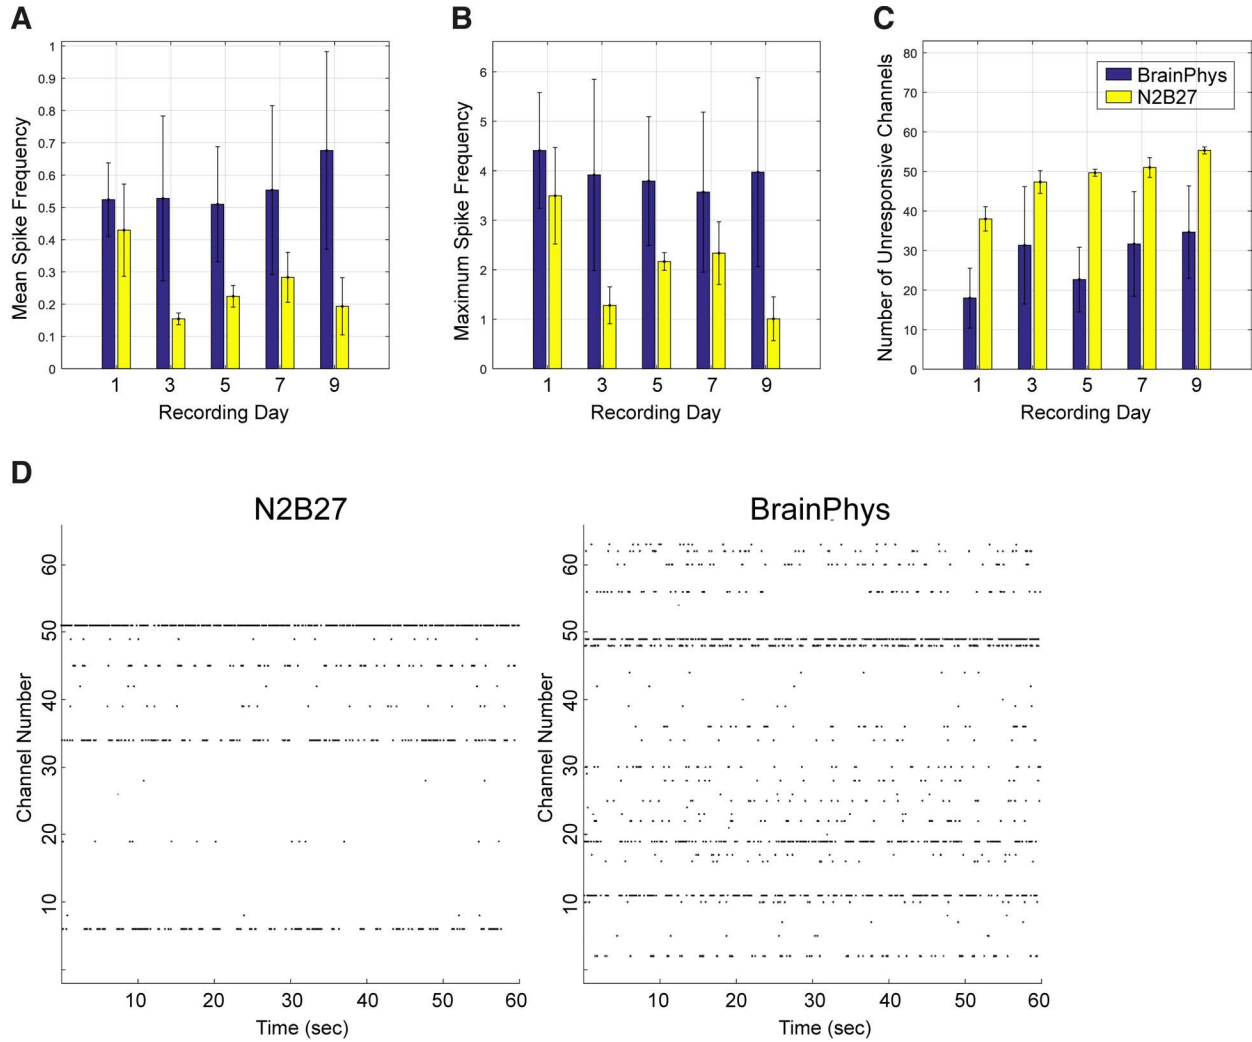 A
Mean Spike Frequency
1
0.9
0.8
0.7
0.6
0.5
0.4
0.3
0.2
0.1
0
1 3 5 7 9
Recording Day
B
Maximum Spike Frequency
6
5
4
3
2
1
0
1 3 5 7 9
Recording Day
C
Number of Unresponsive Channels
80
70
60
50
40
30
20
10
0
BrainPhys
N2B27
1 3 5 7 9
Recording Day
D
N2B27
Channel Number
60
50
40
30
20
10
10 20 30 40 50 60
Time (sec)
BrainPhys
Channel Number
60
50
40
30
20
10
10 20 30 40 50 60
Time (sec)